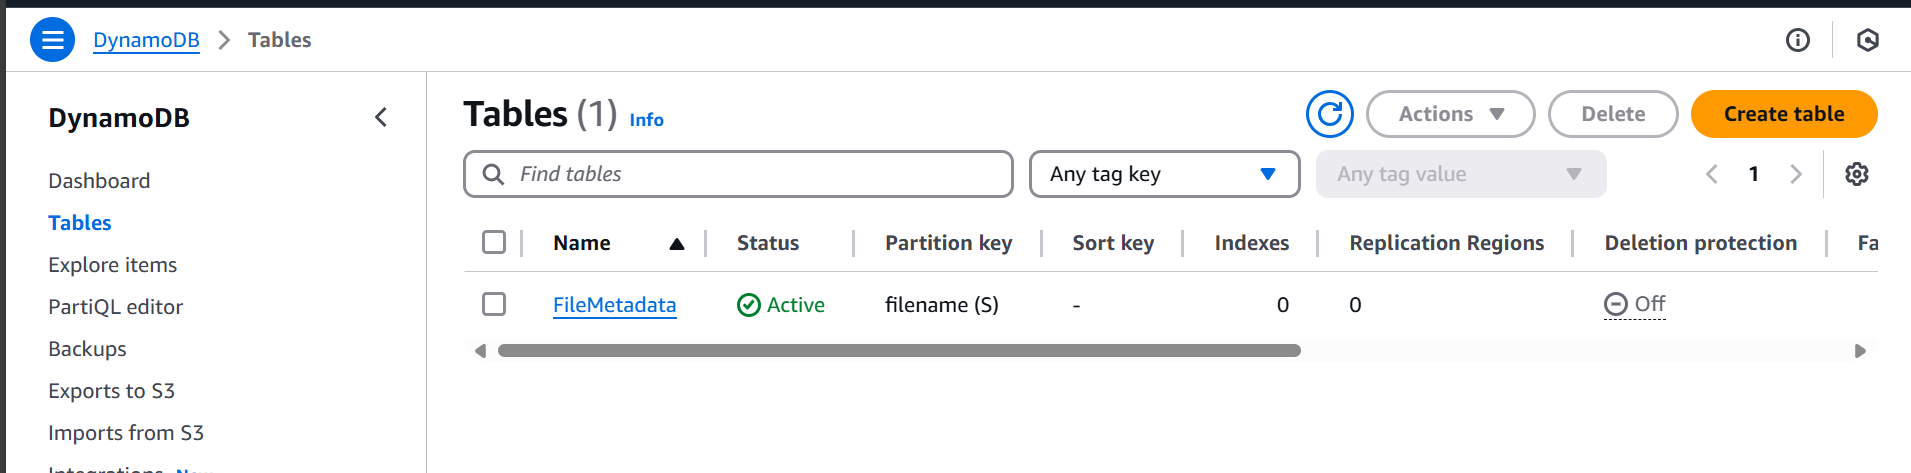 DynamoDB > Tables
DynamoDB
Dashboard
Tables
Explore items
PartiQL editor
Backups
Exports to S3
Imports from S3
Integrations New
Tables (1) Info
Actions Delete Create table
Find tables Any tag key Any tag value 1
Name Status Partition key Sort key Indexes Replication Regions Deletion protection Fa
FileMetadata Active filename (S) - 0 0 Off